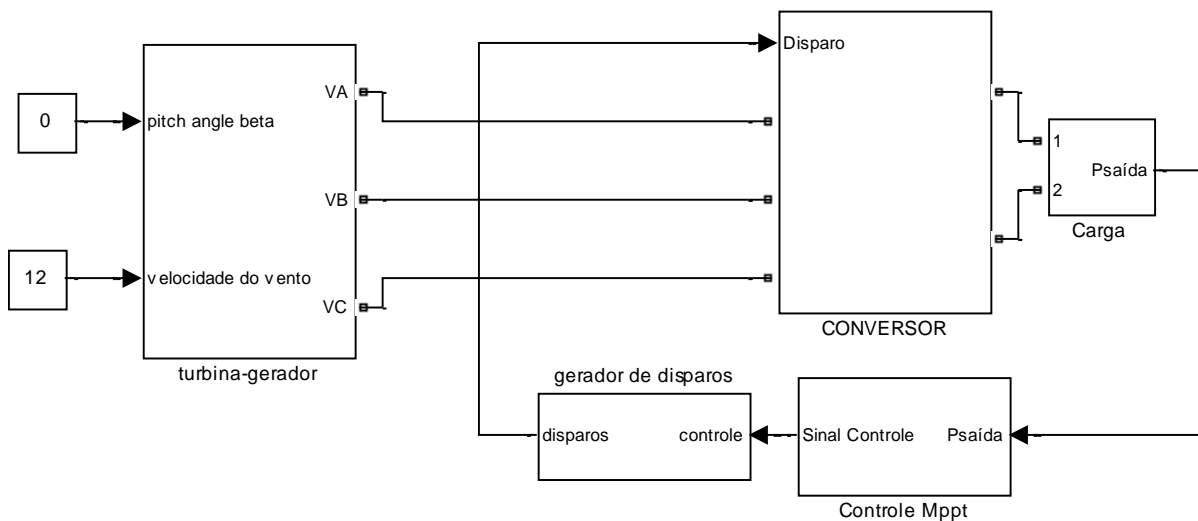 Disparo
VA
0
pitch angle beta
1
Psaída
VB
2
Carga
12
velocidade do vento
VC
CONVERSOR
turbina-gerador
gerador de disparos
disparos
controle
Sinal Controle
Psaída
Controle Mppt